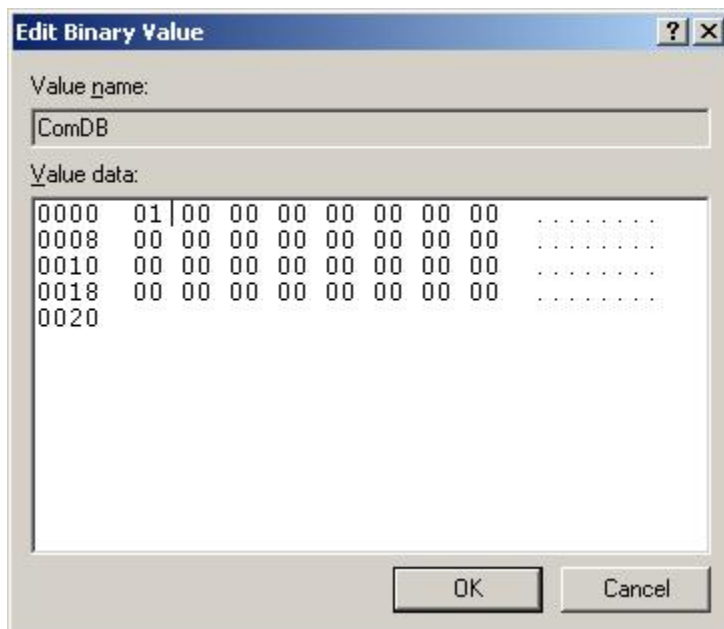 Edit Binary Value
Value name:
ComDB
Value data:
0000 01 00 00 00 00 00 00 00 ........
0008 00 00 00 00 00 00 00 00 ........
0010 00 00 00 00 00 00 00 00 ........
0018 00 00 00 00 00 00 00 00 ........
0020
OK Cancel